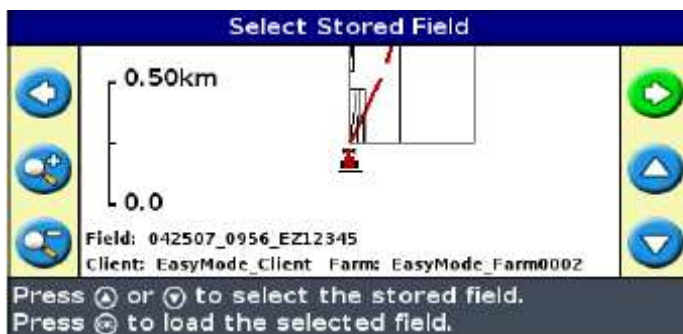 Select Stored Field
0.50km
0.0
Field: 042507_0956_EZ12345
Client: EasyMode_Client Farm: EasyMode_Farm0002
Press or to select the stored field.
Press OK to load the selected field.